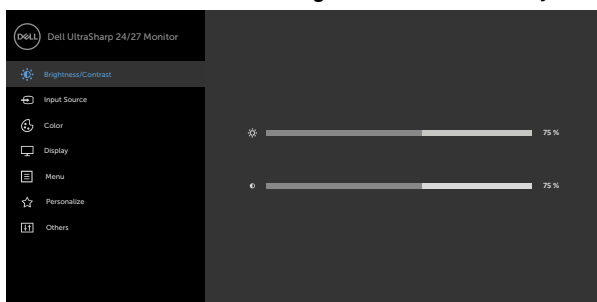 DELL
Dell UltraSharp 24/27 Monitor
Brightness/Contrast
Input Source
Color
75 %
Display
Menu
75 %
Personalize
Others